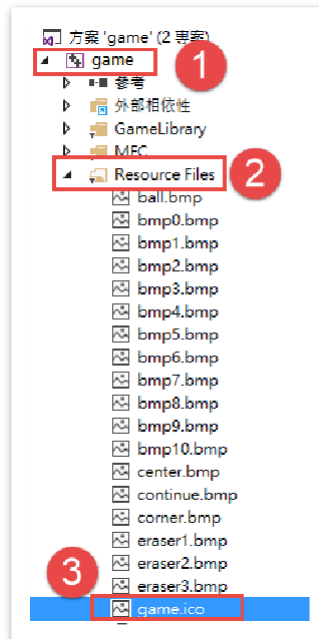 方案 'game' (2 專案)
game
1
參考
外部相依性
GameLibrary
MFC
Resource Files
2
ball.bmp
bmp0.bmp
bmp1.bmp
bmp2.bmp
bmp3.bmp
bmp4.bmp
bmp5.bmp
bmp6.bmp
bmp7.bmp
bmp8.bmp
bmp9.bmp
bmp10.bmp
center.bmp
continue.bmp
corner.bmp
eraser1.bmp
eraser2.bmp
eraser3.bmp
3
game.ico